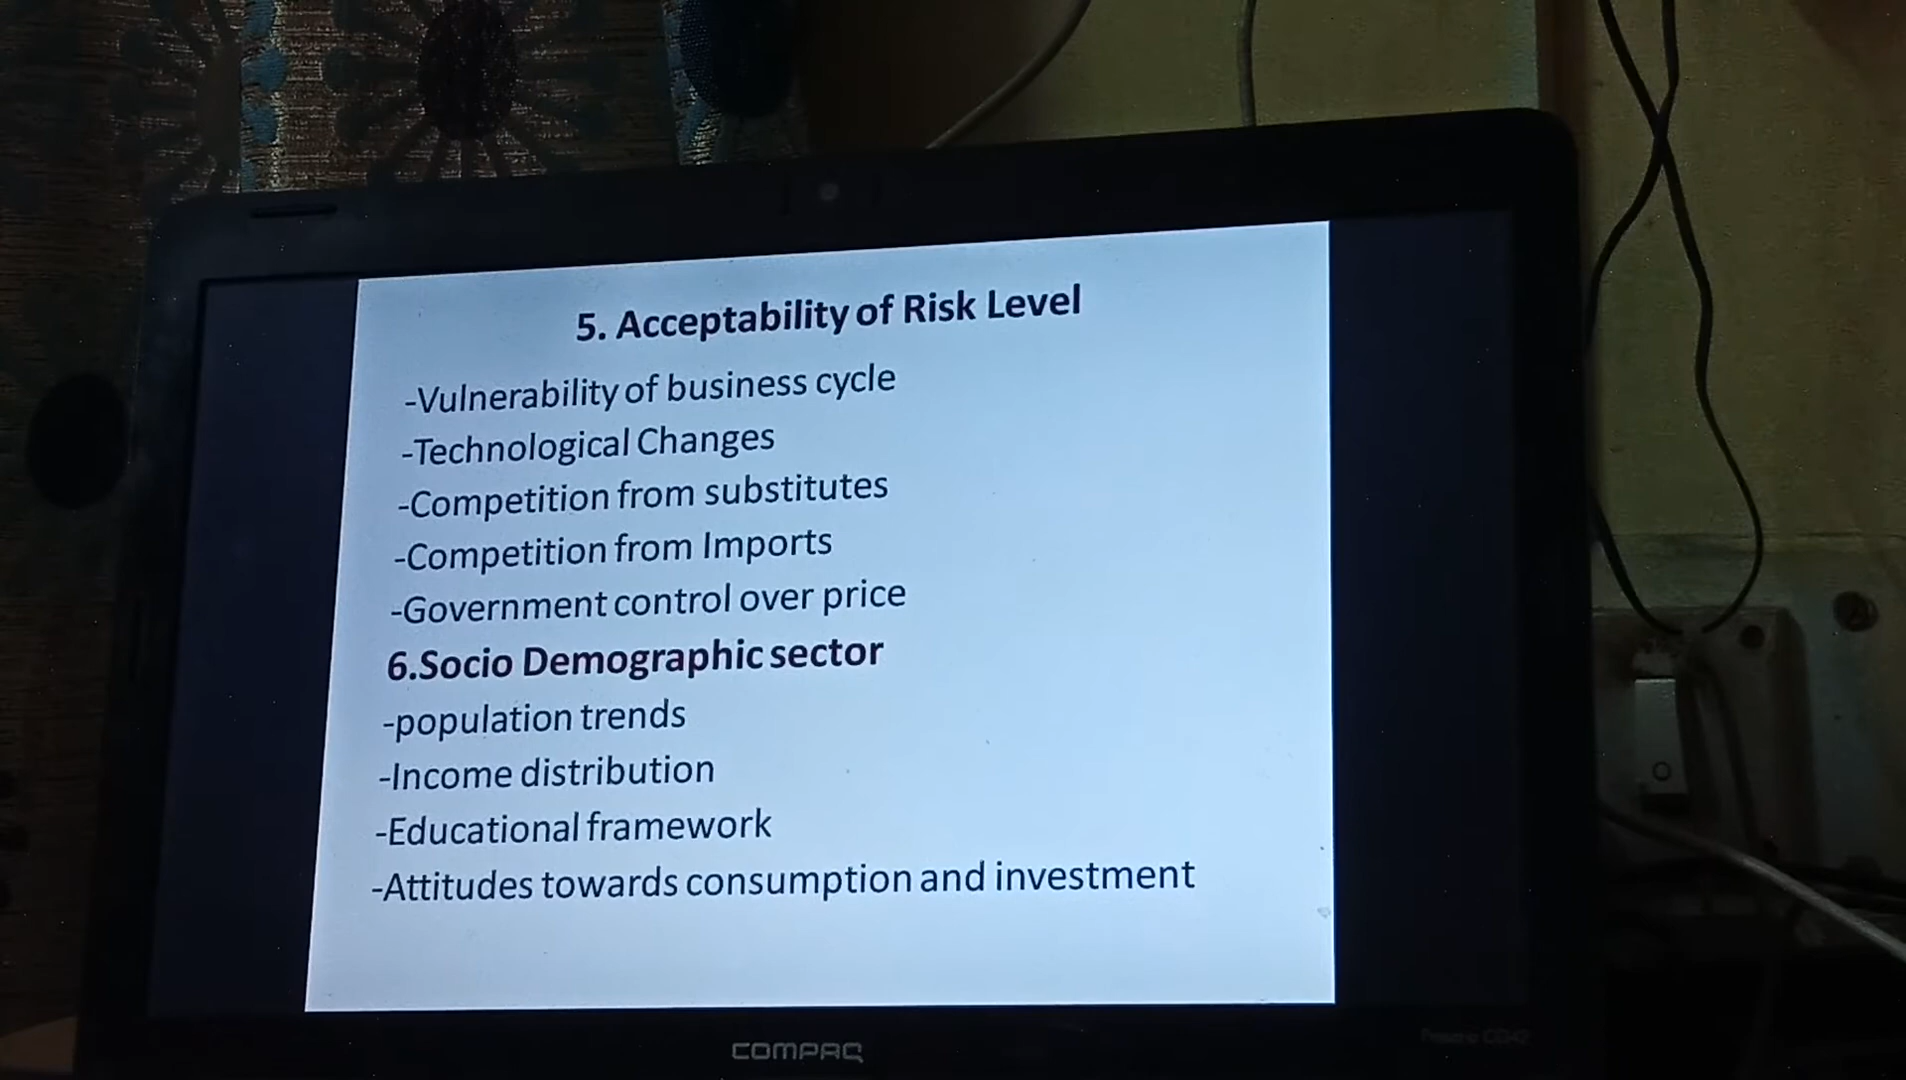 5. Acceptability of Risk Level
-Vulnerability of business cycle
-Technological Changes
-Competition from substitutes
-Competition from Imports
-Government control over price
6.Socio Demographic sector
-population trends
-Income distribution
-Educational framework
-Attitudes towards consumption and investment
COMPAQ